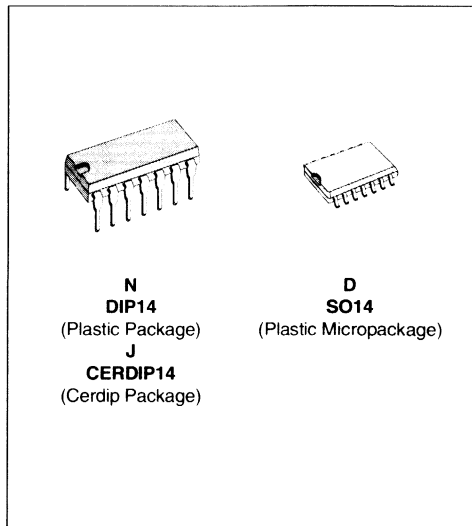 N
DIP14
(Plastic Package)
J
CERDIP14
(Cerdip Package)
D
SO14
(Plastic Micropackage)